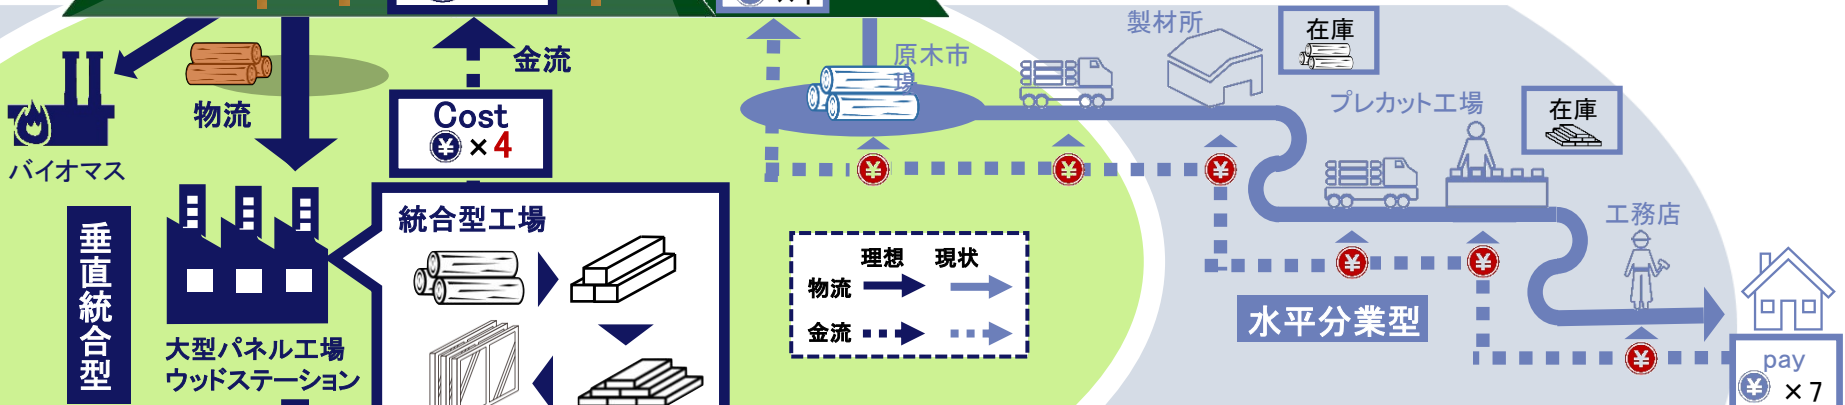 製材所
在庫
金流
原木市
場
物流
Cost
¥ × 4
プレカット工場
在庫
バイオマス
¥
¥
¥
垂直統合型
統合型工場
工務店
理想 現状
物流
金流
¥
¥
水平分業型
大型パネル工場
ウッドステーション
¥
pay
¥ × 7